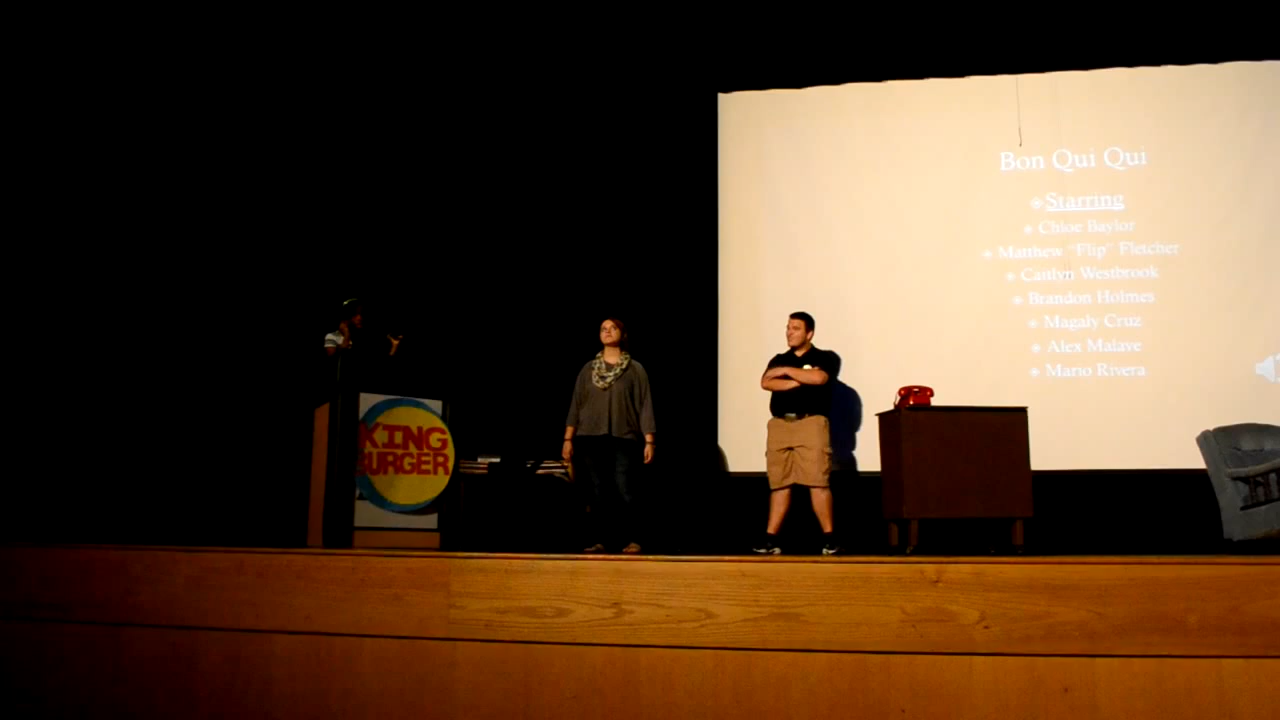 Bon Qui Qui
Starring
Chloe Baylor
Matthew "Flip" Fletcher
Caitlyn Westbrook
Brandon Holmes
Magaly Cruz
Alex Malave
Mario Rivera
KING
BURGER